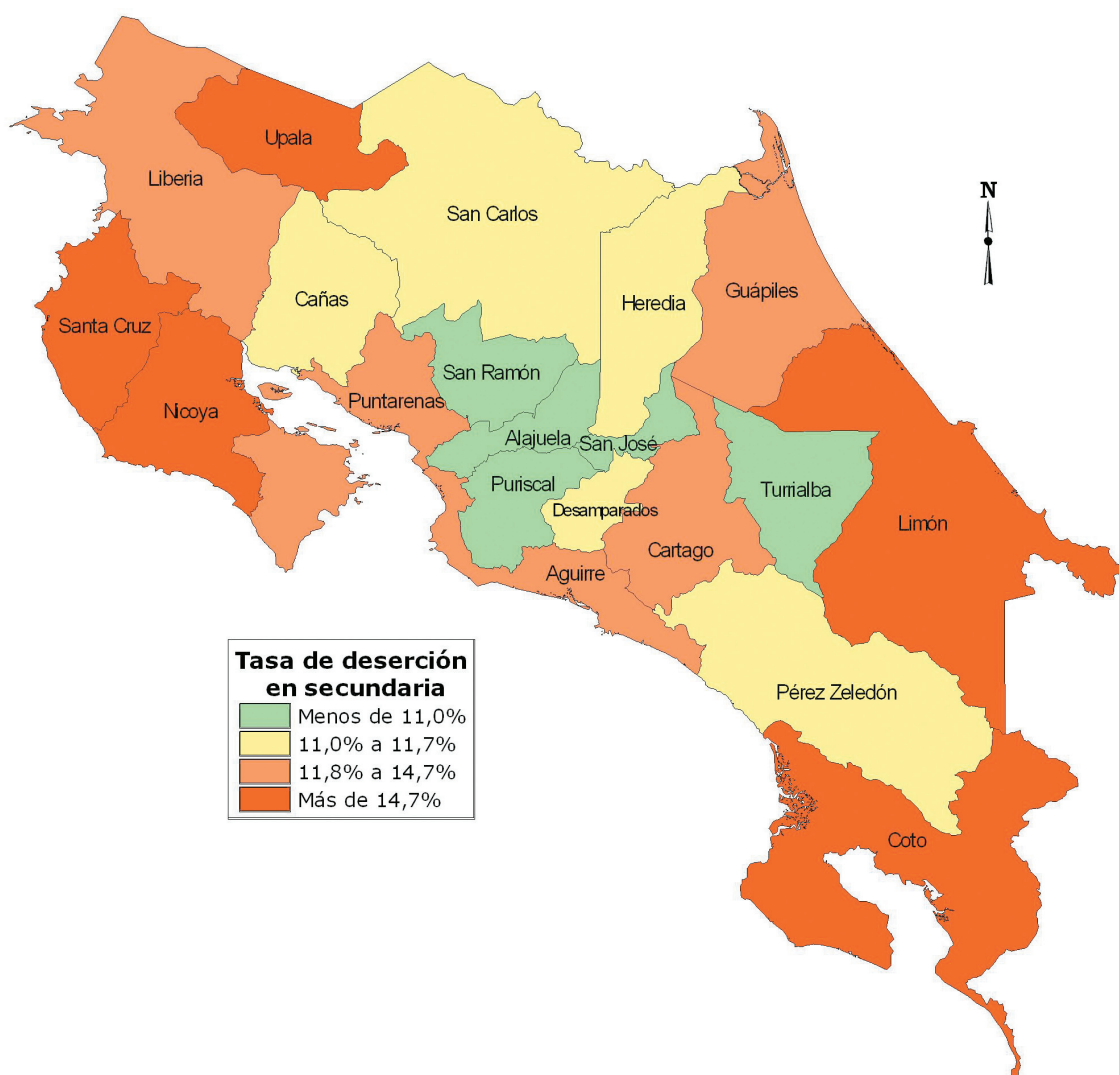 Upala
Liberia
San Carlos
N
Cañas
Heredia
Guápiles
Santa Cruz
San Ramón
Puntarenas
Nicoya
Alajuela
San José
Puriscal
Turrialba
Desamparados
Limón
Cartago
Aguirre
Pérez Zeledón
Coto
Tasa de deserción
en secundaria
Menos de 11,0%
11,0% a 11,7%
11,8% a 14,7%
Más de 14,7%